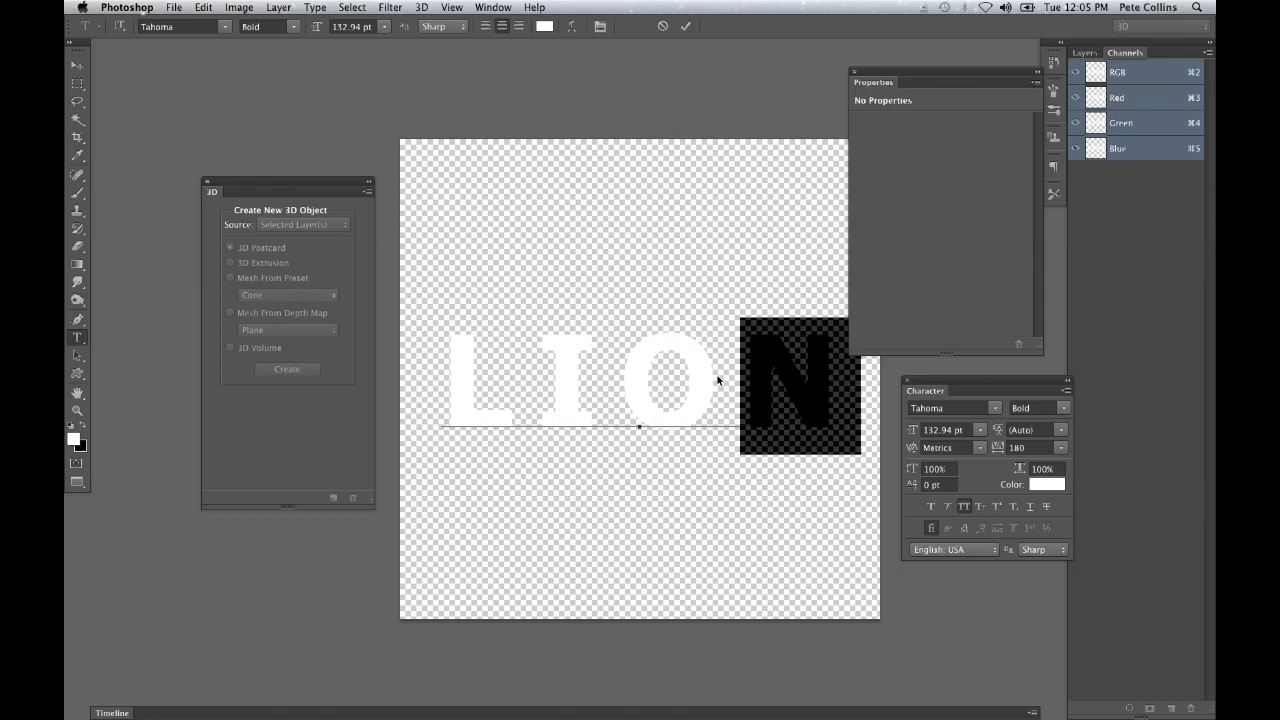 Photoshop File Edit Image Layer Type Select Filter 3D View Window Help Tue 12:05 PM Pete Collins
T Tahoma Bold T 132.94 pt Sharp 3D
Layers Channels
RGB ⌘2
Red ⌘3
Green ⌘4
Blue ⌘5
Properties
No Properties
3D
Create New 3D Object
Source: Selected Layer(s)
3D Postcard
3D Extrusion
Mesh From Preset
Cone
Mesh From Depth Map
Plane
3D Volume
Create
LION
Character
Tahoma Bold
132.94 pt (Auto)
Metrics 180
100% 100%
0 pt Color:
English: USA Sharp
Timeline